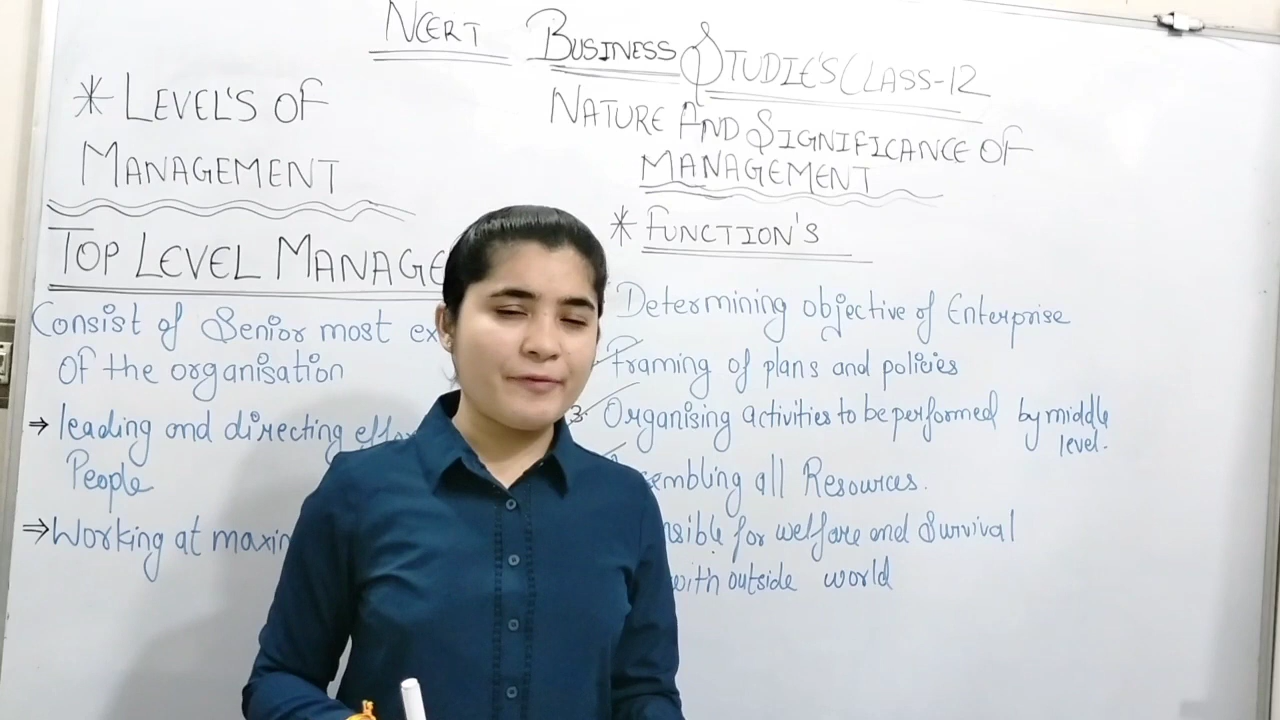 NCERT BUSINESS STUDIE'S CLASS-12
NATURE AND SIGNIFICANCE OF
MANAGEMENT
* LEVEL'S OF
MANAGEMENT
TOP LEVEL
Consist of Senior most
Of the organisation
→ leading and directing
People
⇒ Working at
* FUNCTION'S
Determining objective of Enterprise
Framing of plans and policies
3. Organising activities to be performed by middle
level.
all Resources.
for welfare and Survival
with outside world